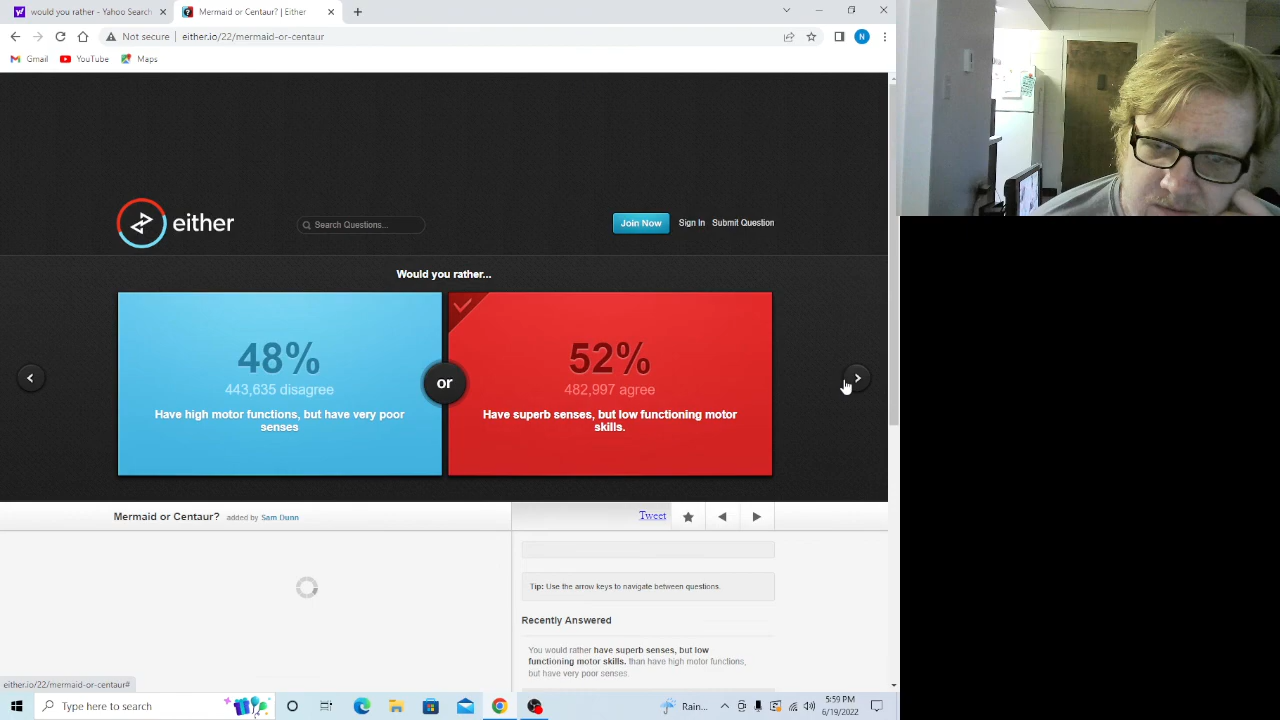 would you rather - Yahoo Search
Mermaid or Centaur? | Either
Not secure
either.io/22/mermaid-or-centaur
N
Gmail
YouTube
Maps
either
Search Questions...
Join Now
Sign In
Submit Question
Would you rather...
48%
443,635 disagree
Have high motor functions, but have very poor
senses
or
52%
482,997 agree
Have superb senses, but low functioning motor
skills.
Mermaid or Centaur? added by Sam Dunn
Tweet
Tip: Use the arrow keys to navigate between questions.
Recently Answered
You would rather have superb senses, but low
functioning motor skills. than have high motor functions,
but have very poor senses.
either.io/22/mermaid-or-centaur#
Type here to search
Rain...
5:59 PM
6/19/2022